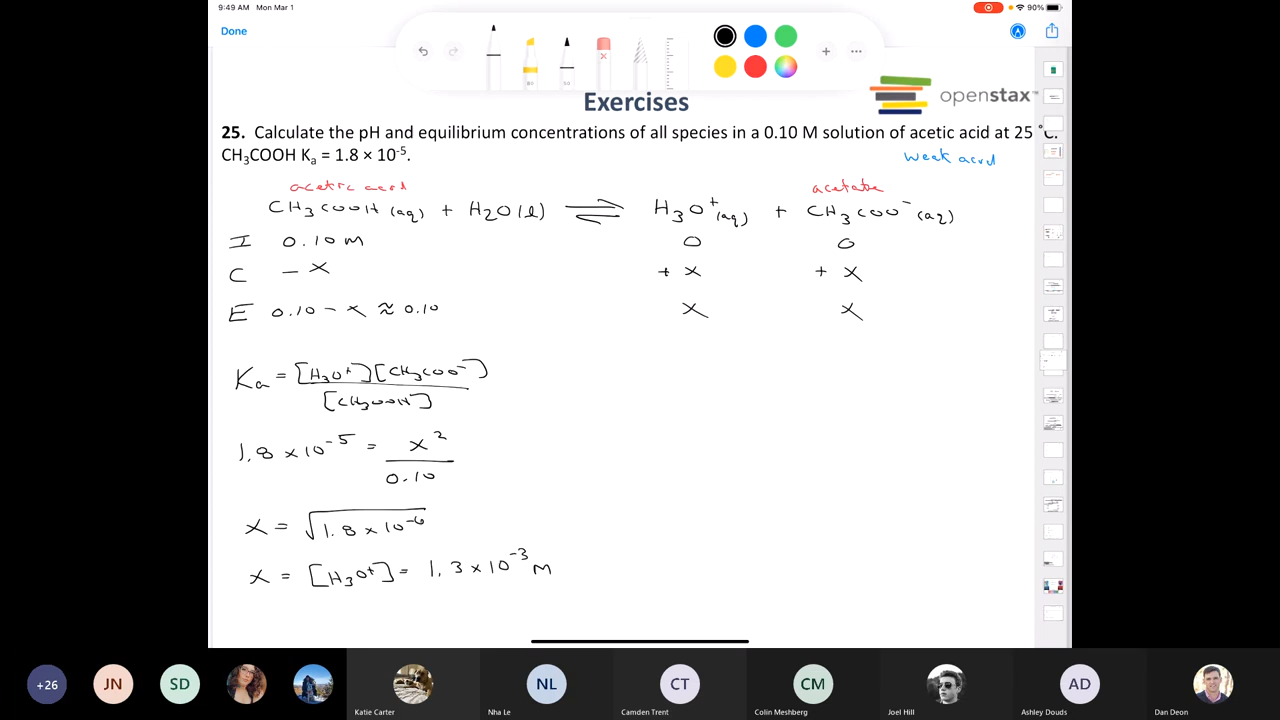 9:49 AM Mon Mar 1 90%
Done
Exercises
openstax™
25. Calculate the pH and equilibrium concentrations of all species in a 0.10 M solution of acetic acid at 25 °C.
CH₃COOH Kₐ = 1.8 × 10⁻⁵.
weak acid
acetic acid acetate
CH₃COOH (aq) + H₂O(l) ⇌ H₃O⁺(aq) + CH₃COO⁻(aq)
I 0.10 M 0 0
C − x + x + x
E 0.10 − x ≈ 0.10 x x
Kₐ = [H₃O⁺][CH₃COO⁻]
[CH₃COOH]
1.8 × 10⁻⁵ = x²
0.10
x = √1.8 × 10⁻⁶
x = [H₃O⁺] = 1.3 × 10⁻³ M
+26 JN SD NL CT CM AD
Katie Carter Nha Le Camden Trent Colin Meshberg Joel Hill Ashley Douds Dan Deon